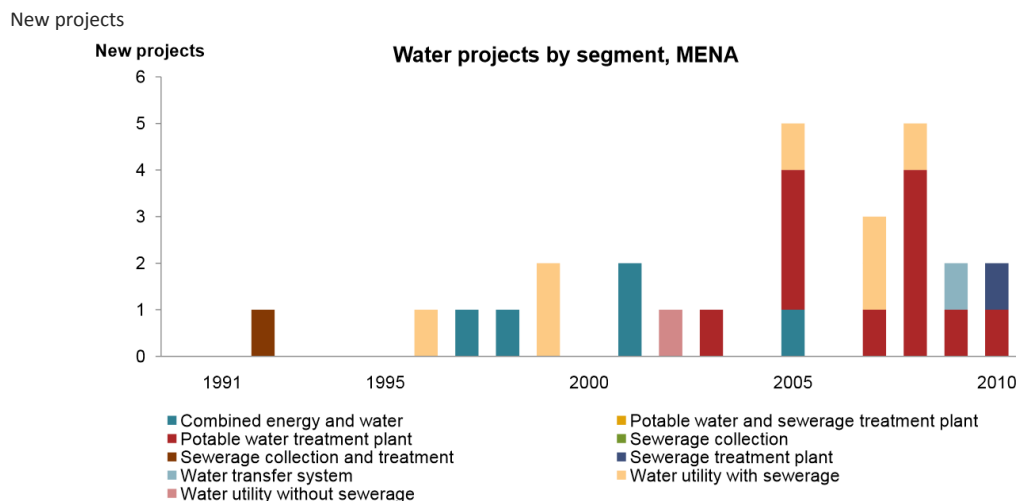 New projects
New projects
Water projects by segment, MENA
6
5
4
3
2
1
0
1991 1995 2000 2005 2010
Combined energy and water
Potable water and sewerage treatment plant
Potable water treatment plant
Sewerage collection
Sewerage collection and treatment
Sewerage treatment plant
Water transfer system
Water utility with sewerage
Water utility without sewerage